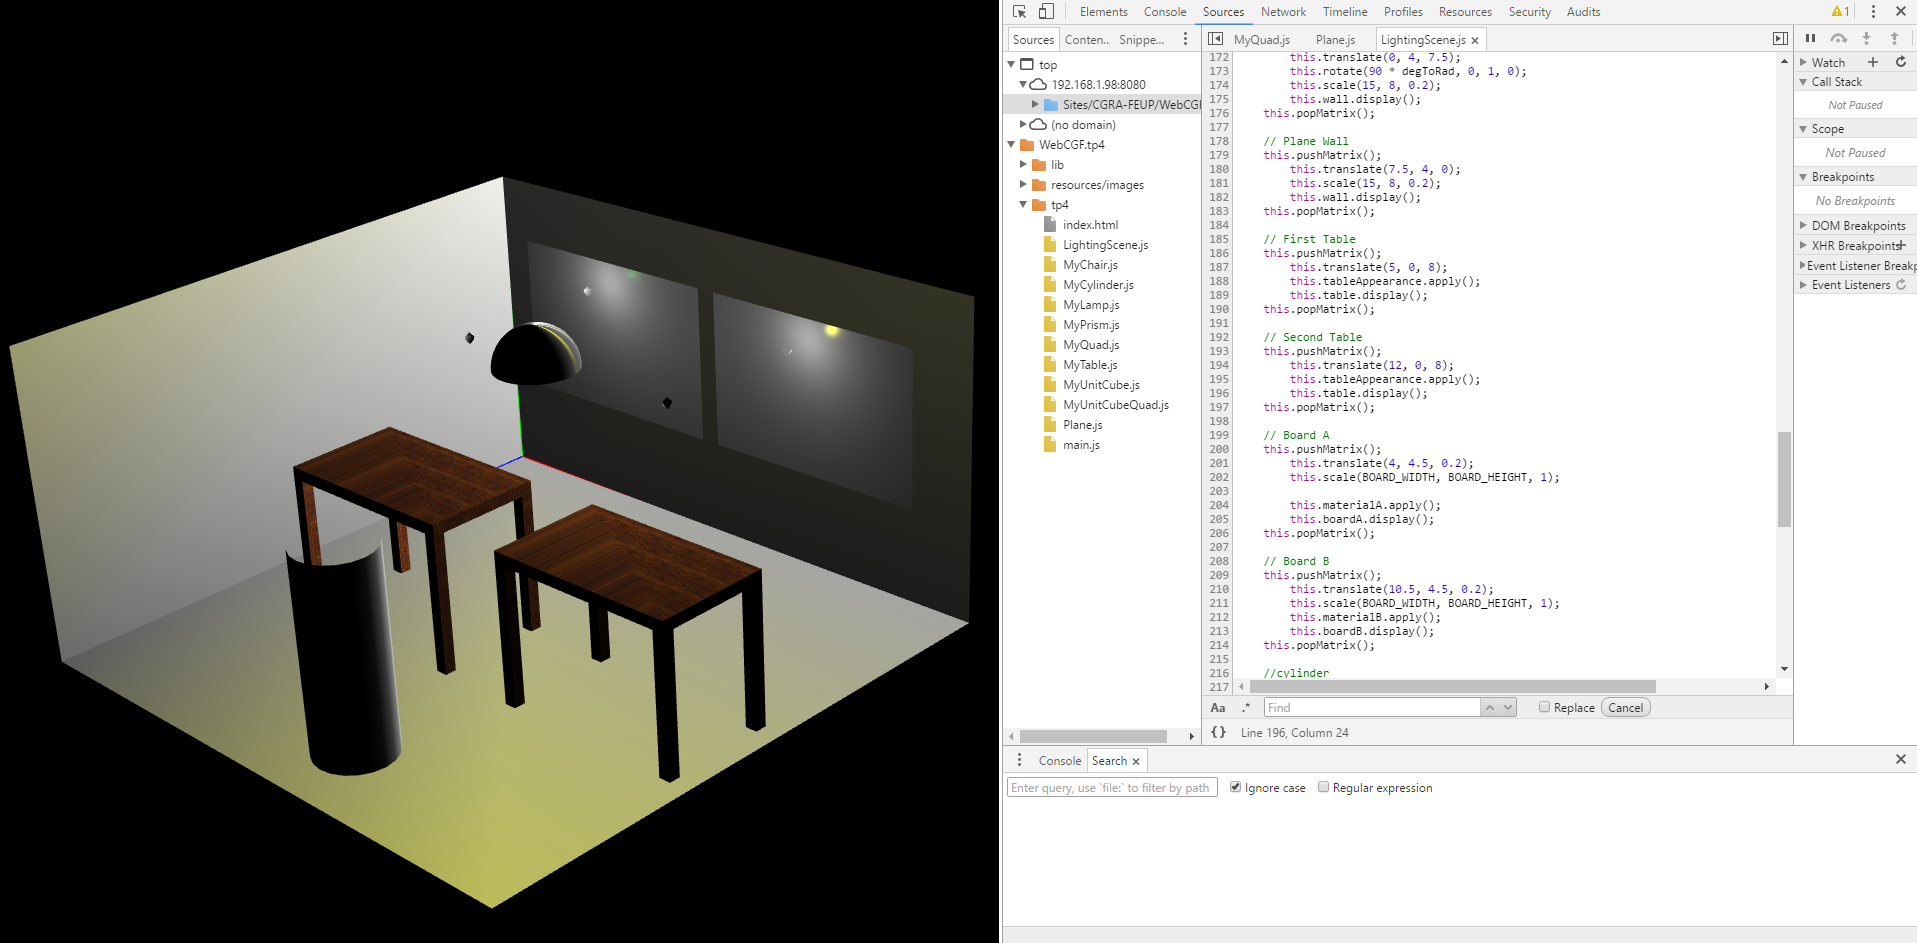 Elements Console Sources Network Timeline Profiles Resources Security Audits 1
Sources Conten... Snippe...
MyQuad.js Plane.js LightingScene.js
top
192.168.1.98:8080
Sites/CGRA-FEUP/WebCG
(no domain)
WebCGF.tp4
lib
resources/images
tp4
index.html
LightingScene.js
MyChair.js
MyCylinder.js
MyLamp.js
MyPrism.js
MyQuad.js
MyTable.js
MyUnitCube.js
MyUnitCubeQuad.js
Plane.js
main.js
172 this.translate(0, 4, 7.5);
173 this.rotate(90 * degToRad, 0, 1, 0);
174 this.scale(15, 8, 0.2);
175 this.wall.display();
176 this.popMatrix();
177
178 // Plane Wall
179 this.pushMatrix();
180 this.translate(7.5, 4, 0);
181 this.scale(15, 8, 0.2);
182 this.wall.display();
183 this.popMatrix();
184
185 // First Table
186 this.pushMatrix();
187 this.translate(5, 0, 8);
188 this.tableAppearance.apply();
189 this.table.display();
190 this.popMatrix();
191
192 // Second Table
193 this.pushMatrix();
194 this.translate(12, 0, 8);
195 this.tableAppearance.apply();
196 this.table.display();
197 this.popMatrix();
198
199 // Board A
200 this.pushMatrix();
201 this.translate(4, 4.5, 0.2);
202 this.scale(BOARD_WIDTH, BOARD_HEIGHT, 1);
203
204 this.materialA.apply();
205 this.boardA.display();
206 this.popMatrix();
207
208 // Board B
209 this.pushMatrix();
210 this.translate(10.5, 4.5, 0.2);
211 this.scale(BOARD_WIDTH, BOARD_HEIGHT, 1);
212 this.materialB.apply();
213 this.boardB.display();
214 this.popMatrix();
215
216 //cylinder
217
Aa .* Find Replace Cancel
{} Line 196, Column 24
Watch
Call Stack
Not Paused
Scope
Not Paused
Breakpoints
No Breakpoints
DOM Breakpoints
XHR Breakpoints
Event Listener Breakp
Event Listeners
Console Search
Enter query, use `file:` to filter by path Ignore case Regular expression